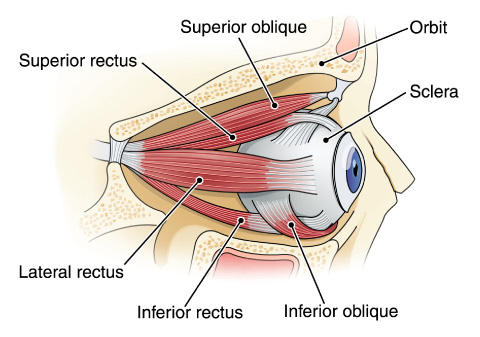 Superior oblique
Orbit
Superior rectus
Sclera
Lateral rectus
Inferior rectus
Inferior oblique